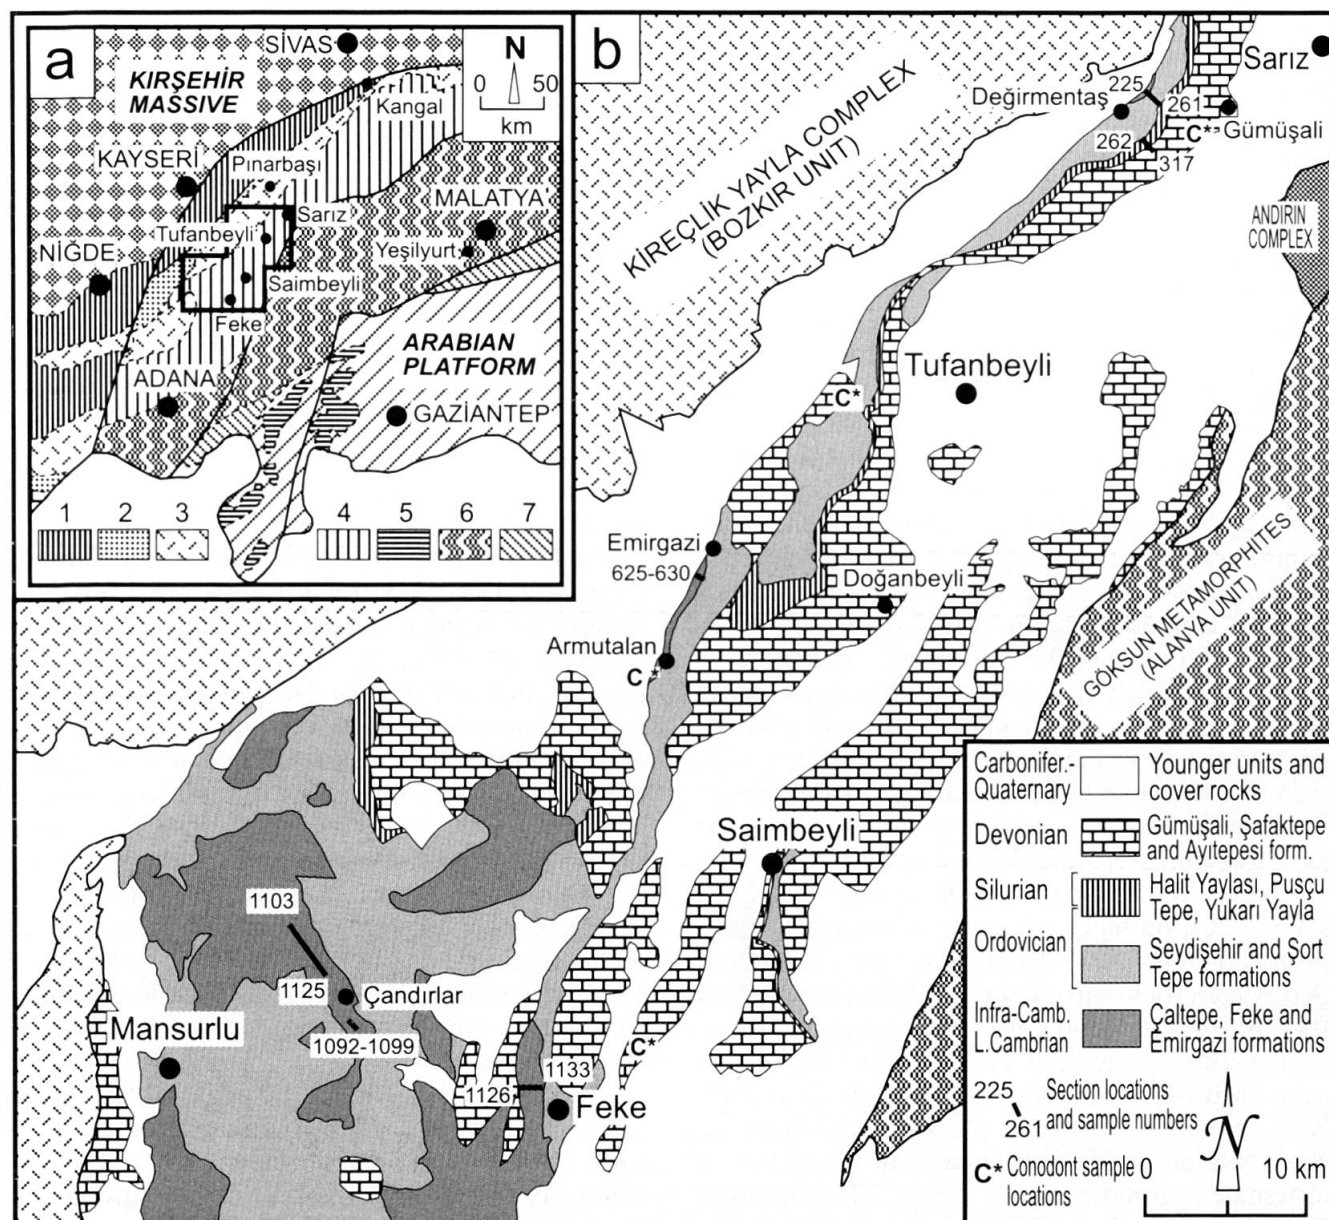 a
SİVAS
KIRŞEHİR
MASSIVE
N
0 50
km
Kangal
KAYSERİ
Pınarbaşı
MALATYA
Sarız
Tufanbeyli
Yeşilyurt
NİĞDE
Saimbeyli
Feke
ARABIAN
PLATFORM
ADANA
GAZİANTEP
1 2 3 4 5 6 7
b
KİREÇLİK YAYLA COMPLEX
(BOZKIR UNIT)
Sarız
225
Değirmentaş
261
C*
Gümüşali
262
317
ANDIRIN
COMPLEX
Tufanbeyli
C*
Emirgazi
625-630
Doğanbeyli
GÖKSUN METAMORPHITES
(ALANYA UNIT)
Armutalan
C*
Saimbeyli
1103
1125
Çandırlar
Mansurlu
1092-1099
C*
1133
1126
Feke
Carbonifer.-
Quaternary
Younger units and
cover rocks
Devonian
Gümüşali, Şafaktepe
and Ayıtepesi form.
Silurian
Halit Yaylası, Pusçu
Tepe, Yukarı Yayla
Ordovician
Seydişehir and Şort
Tepe formations
Infra-Camb.
L.Cambrian
Çaltepe, Feke and
Emirgazi formations
225
261
Section locations
and sample numbers
N
C* Conodont sample
locations
0 10 km